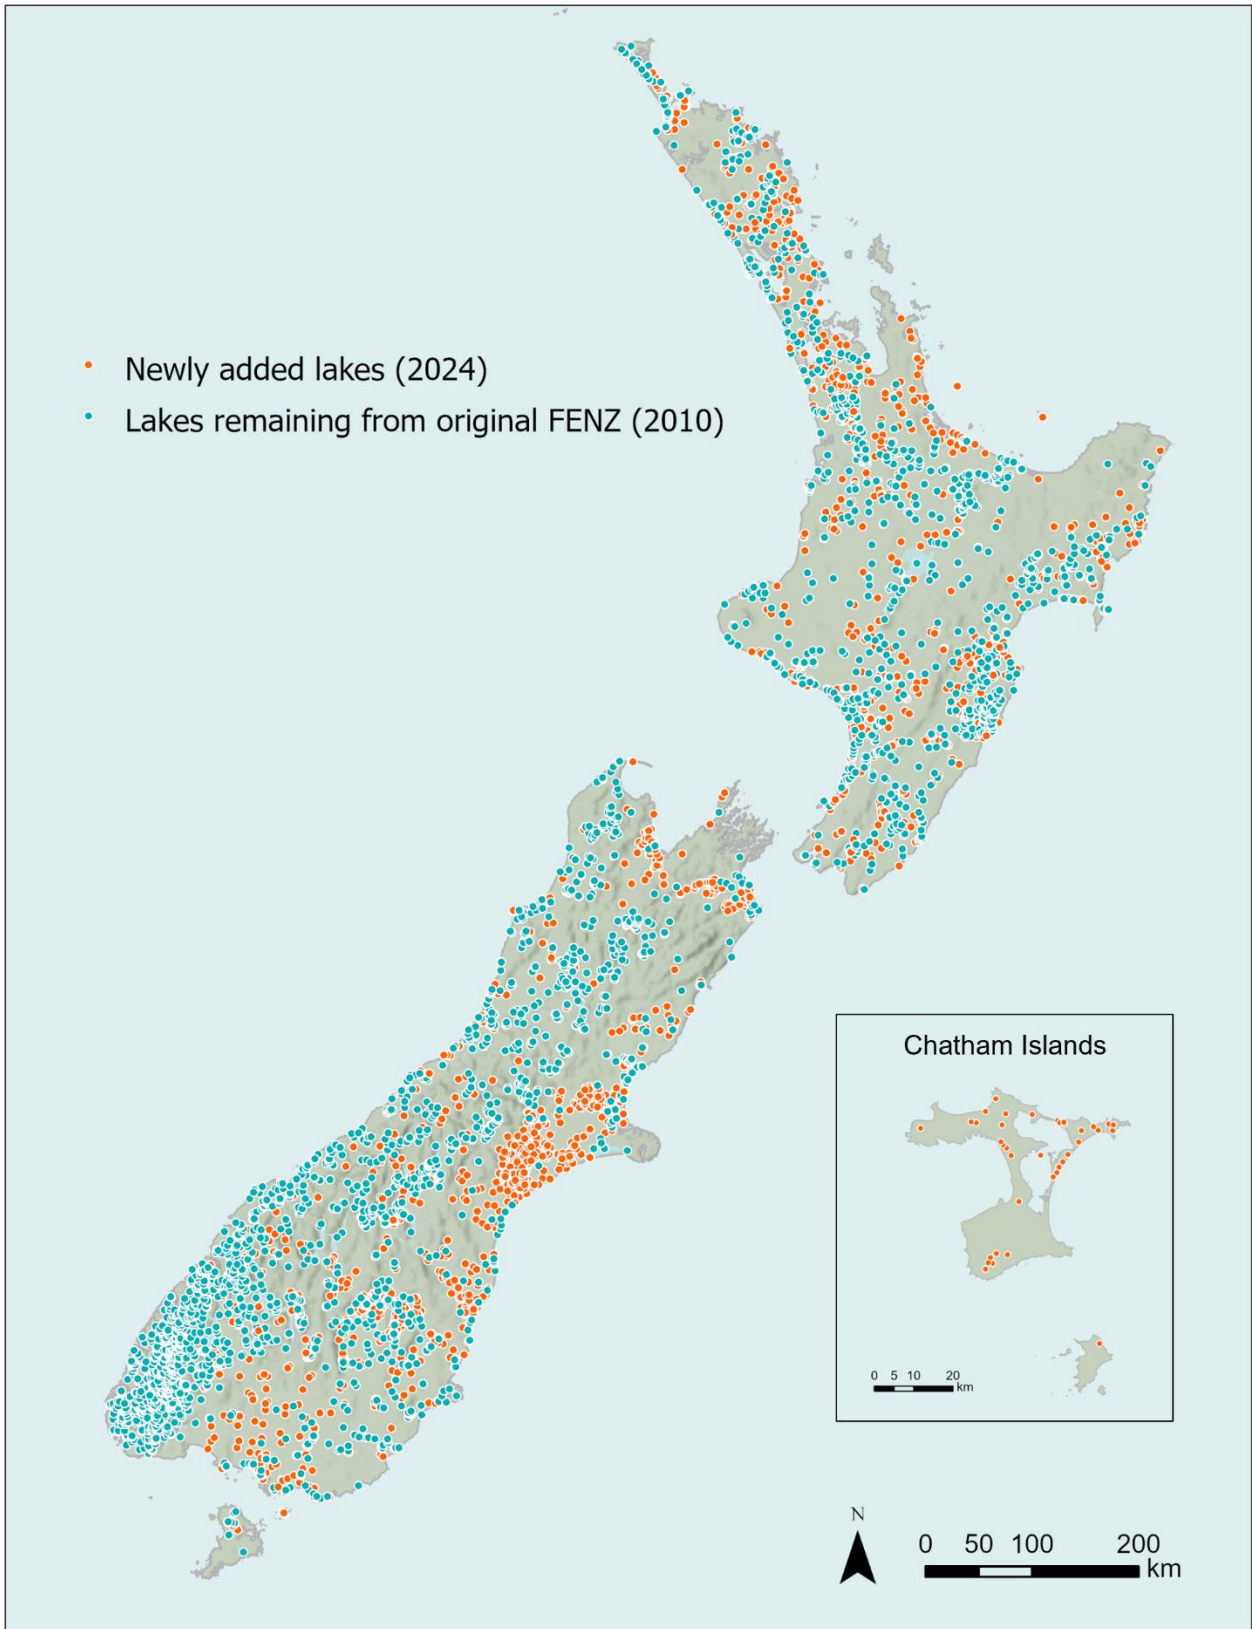 Newly added lakes (2024)
Lakes remaining from original FENZ (2010)
Chatham Islands
0 5 10 20
km
N
0 50 100 200
km